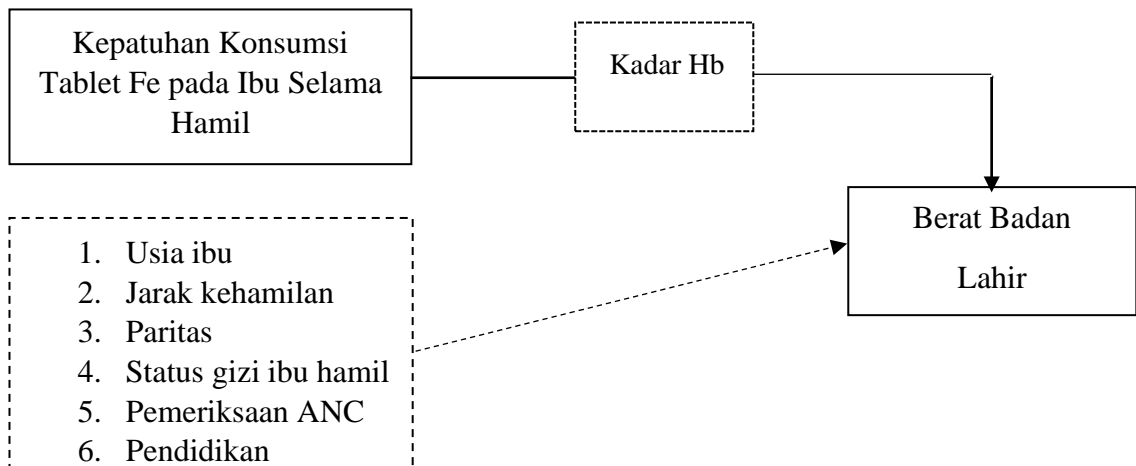 Kepatuhan Konsumsi
Tablet Fe pada Ibu Selama
Hamil
Kadar Hb
Berat Badan
Lahir
1. Usia ibu
2. Jarak kehamilan
3. Paritas
4. Status gizi ibu hamil
5. Pemeriksaan ANC
6. Pendidikan